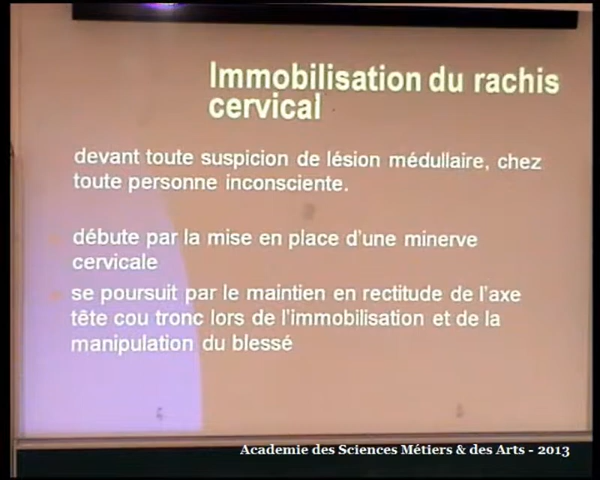 Immobilisation du rachis
cervical
devant toute suspicion de lésion médullaire, chez
toute personne inconsciente.
débute par la mise en place d'une minerve
cervicale
se poursuit par le maintien en rectitude de l'axe
tête cou tronc lors de l'immobilisation et de la
manipulation du blessé
Academie des Sciences Métiers & des Arts - 2013